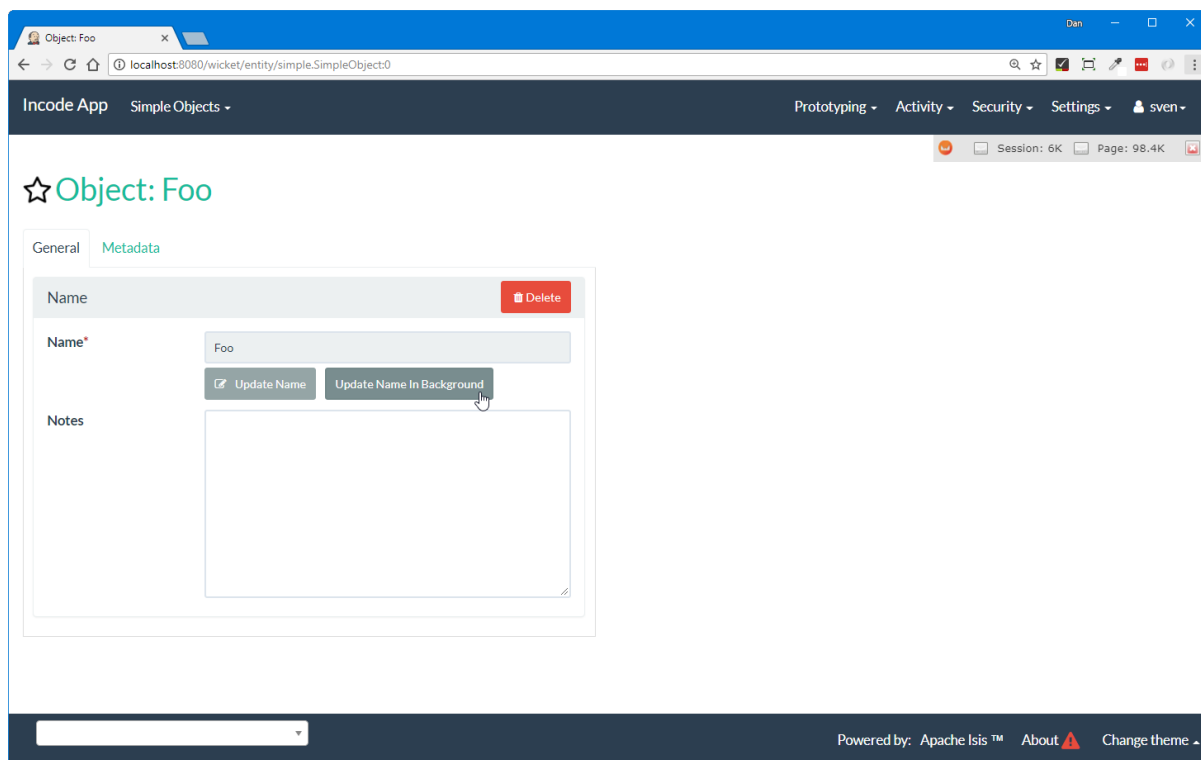 Dan
Object: Foo
localhost:8080/wicket/entity/simple.SimpleObject:0
Incode App Simple Objects Prototyping Activity Security Settings sven
Session: 6K Page: 98.4K
Object: Foo
General Metadata
Name Delete
Name* Foo
Update Name Update Name In Background
Notes
Powered by: Apache Isis ™ About Change theme